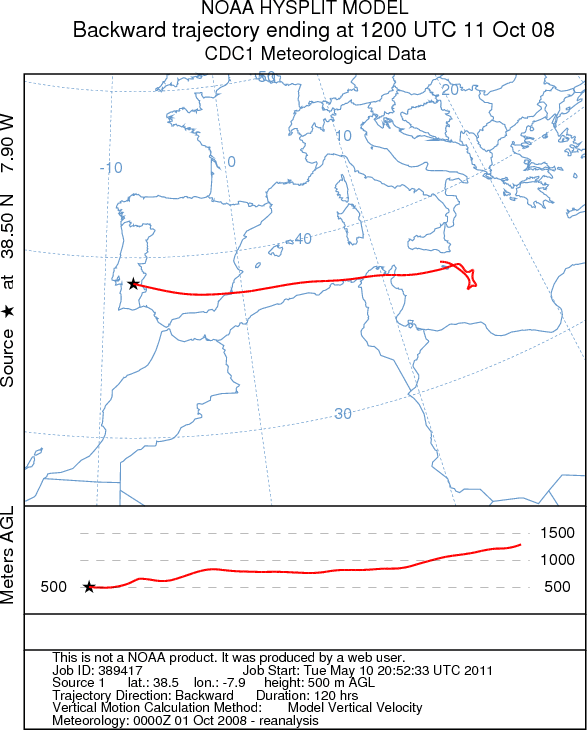 NOAA HYSPLIT MODEL
Backward trajectory ending at 1200 UTC 11 Oct 08
CDC1 Meteorological Data
Source ★ at 38.50 N 7.90 W
50
20
10
-10
0
40
30
Meters AGL
1500
1000
500 500
This is not a NOAA product. It was produced by a web user.
Job ID: 389417 Job Start: Tue May 10 20:52:33 UTC 2011
Source 1 lat.: 38.5 lon.: -7.9 height: 500 m AGL
Trajectory Direction: Backward Duration: 120 hrs
Vertical Motion Calculation Method: Model Vertical Velocity
Meteorology: 0000Z 01 Oct 2008 - reanalysis